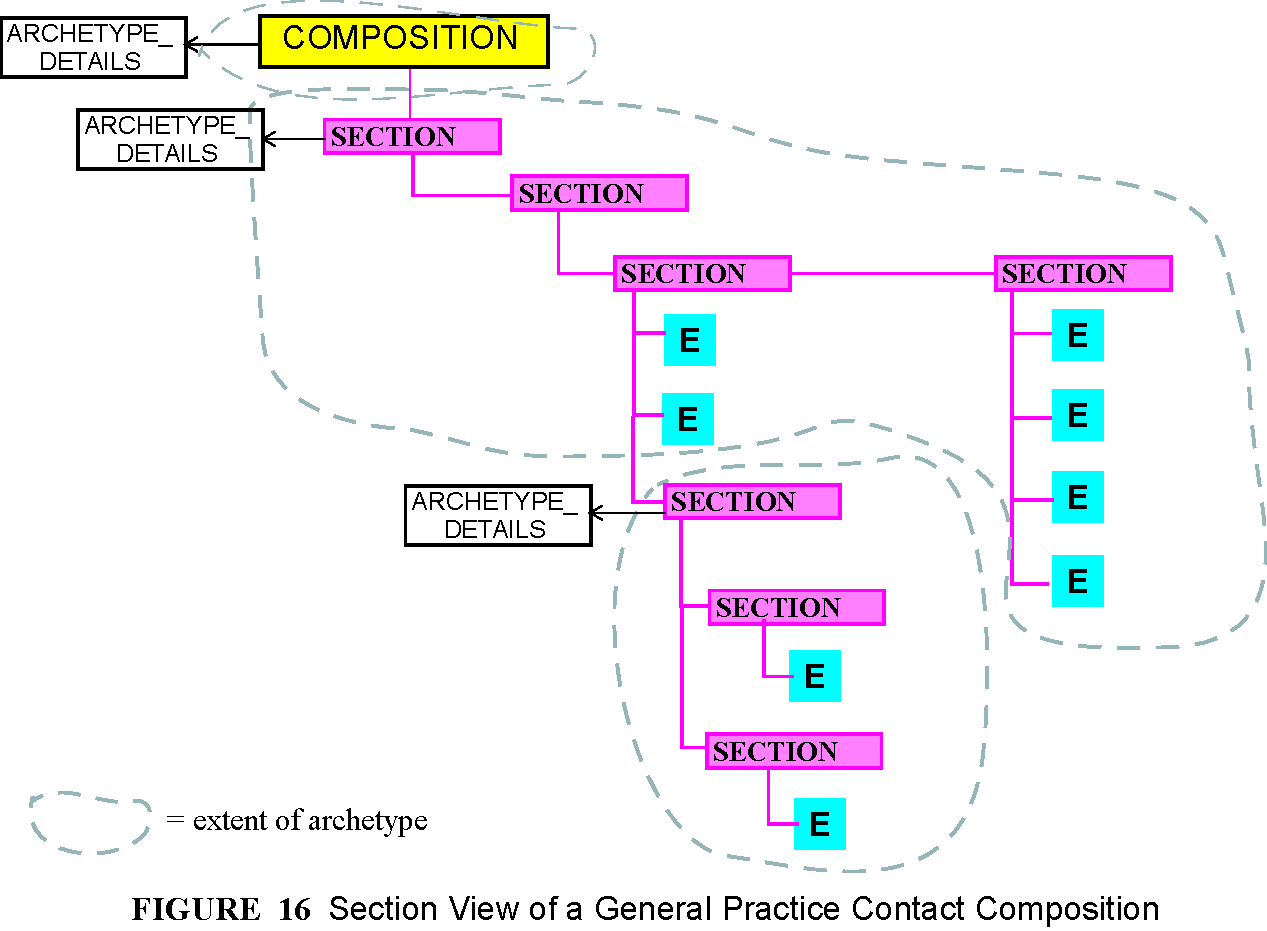 COMPOSITION
ARCHETYPE_
DETAILS
ARCHETYPE_
DETAILS
SECTION
SECTION
SECTION
SECTION
E
E
E
E
E
E
ARCHETYPE_
DETAILS
SECTION
SECTION
E
SECTION
E
= extent of archetype
FIGURE 16 Section View of a General Practice Contact Composition